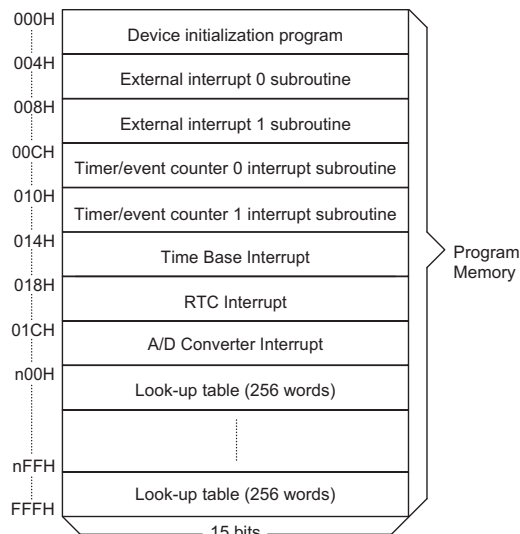 000H
Device initialization program
004H
External interrupt 0 subroutine
008H
External interrupt 1 subroutine
00CH
Timer/event counter 0 interrupt subroutine
010H
Timer/event counter 1 interrupt subroutine
014H
Time Base Interrupt
Program
Memory
018H
RTC Interrupt
01CH
A/D Converter Interrupt
n00H
Look-up table (256 words)
nFFH
Look-up table (256 words)
FFFH
15 bits